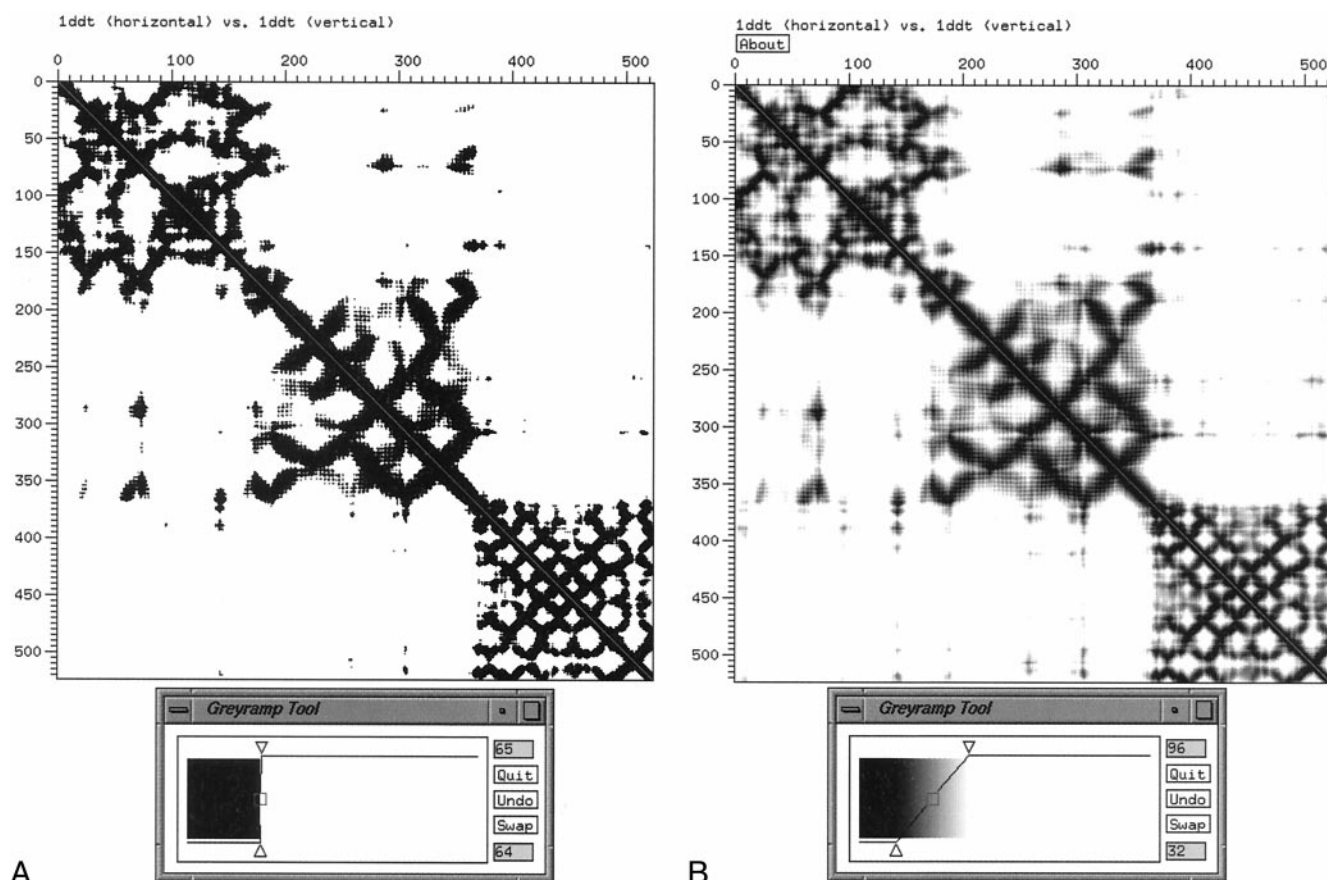 1ddt (horizontal) vs. 1ddt (vertical)
0 100 200 300 400 500
0
50
100
150
200
250
300
350
400
450
500
Greyramp Tool
65
Quit
Undo
Swap
64
A
1ddt (horizontal) vs. 1ddt (vertical)
About
0 100 200 300 400 500
0
50
100
150
200
250
300
350
400
450
500
Greyramp Tool
96
Quit
Undo
Swap
32
B